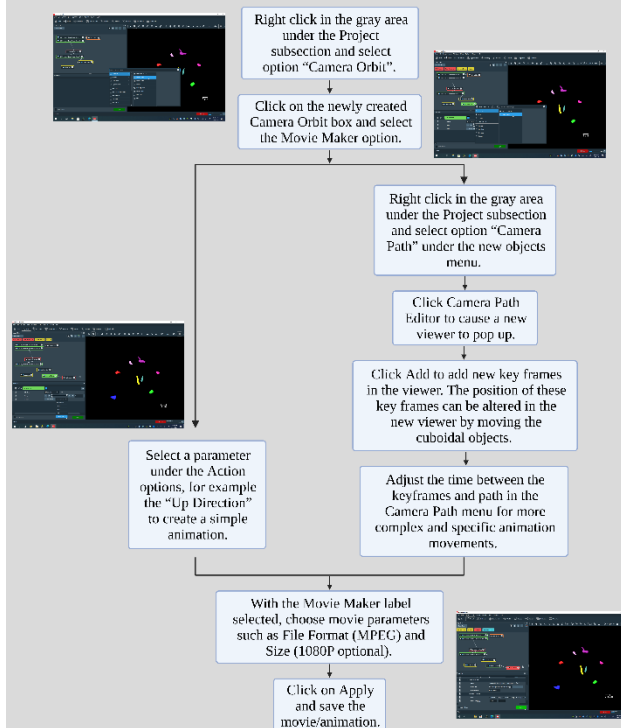 Right click in the gray area
under the Project
subsection and select
option “Camera Orbit”.
Click on the newly created
Camera Orbit box and select
the Movie Maker option.
Right click in the gray area
under the Project subsection
and select option “Camera
Path” under the new objects
menu.
Click Camera Path
Editor to cause a new
viewer to pop up.
Click Add to add new key frames
in the viewer. The position of these
key frames can be altered in the
new viewer by moving the
cuboidal objects.
Select a parameter
under the Action
options, for example
the “Up Direction”
to create a simple
animation.
Adjust the time between the
keyframes and path in the
Camera Path menu for more
complex and specific animation
movements.
With the Movie Maker label
selected, choose movie parameters
such as File Format (MPEG) and
Size (1080P optional).
Click on Apply
and save the
movie/animation.